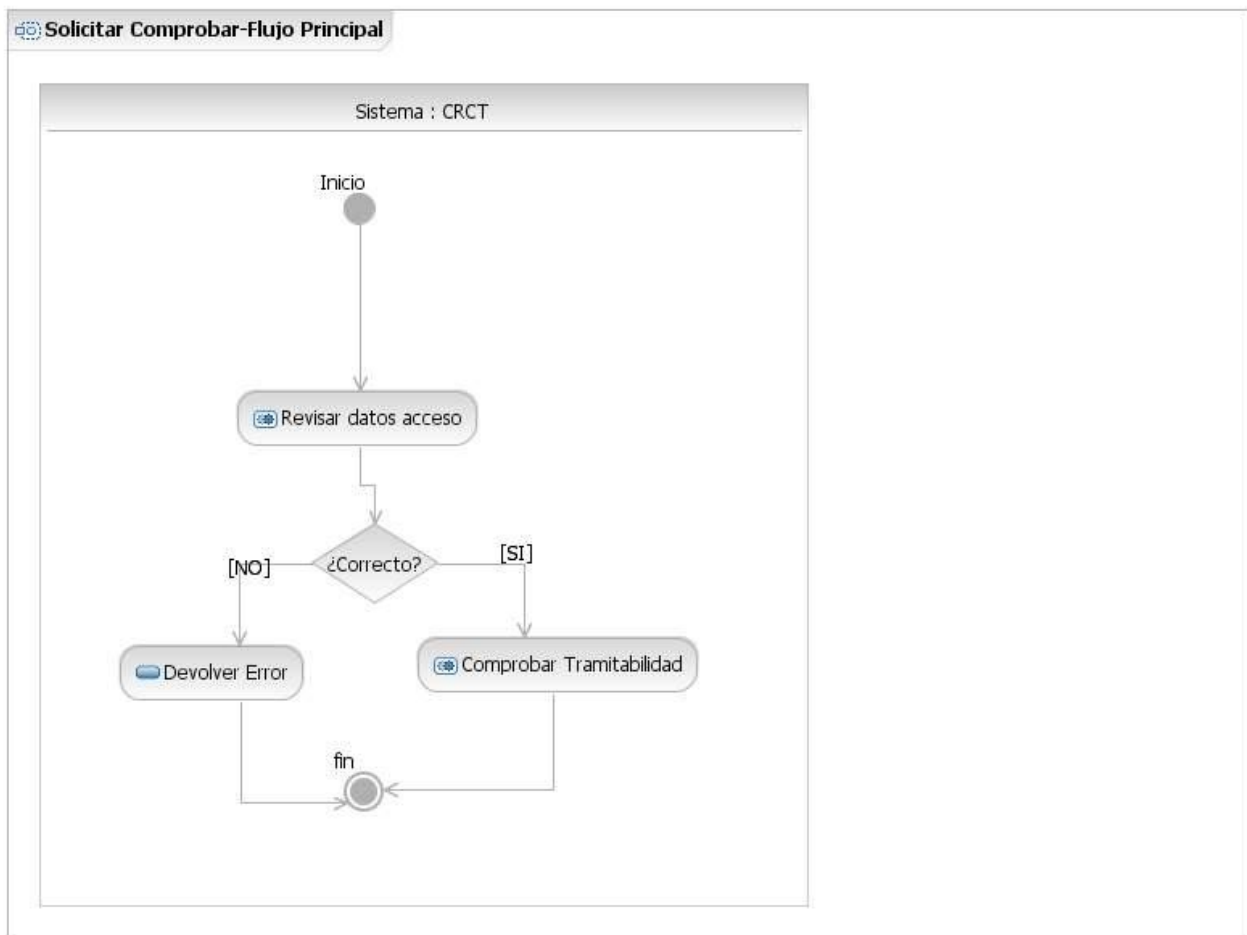 Solicitar Comprobar-Flujo Principal
Sistema : CRCT
Inicio
Revisar datos acceso
¿Correcto?
[NO]
[SI]
Devolver Error
Comprobar Tramitabilidad
fin